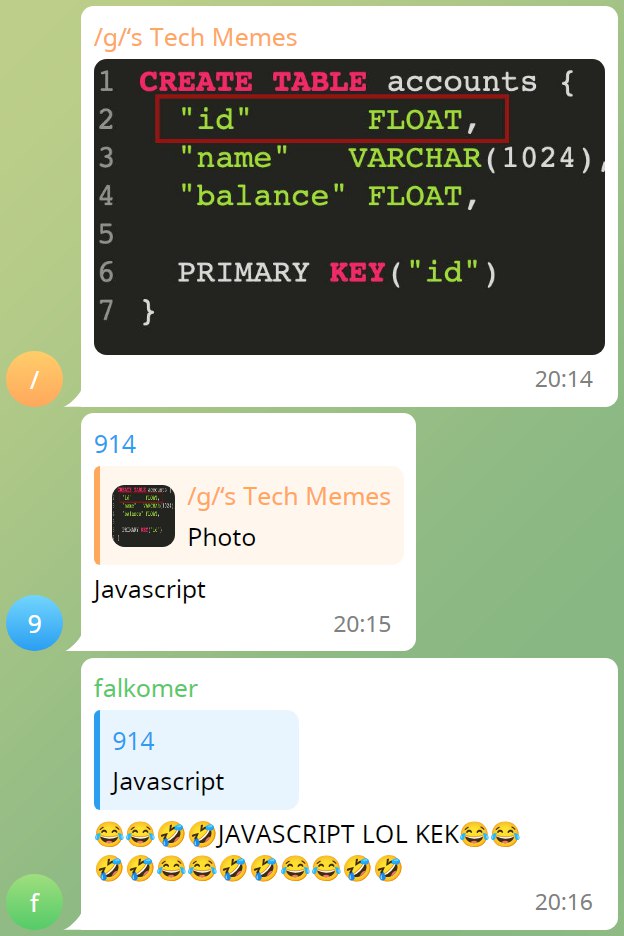 /g/‘s Tech Memes
1 CREATE TABLE accounts {
2 "id" FLOAT,
3 "name" VARCHAR(1024),
4 "balance" FLOAT,
5
6 PRIMARY KEY("id")
7 }
/
20:14
914
/g/‘s Tech Memes
Photo
Javascript
9
20:15
falkomer
914
Javascript
😂😂🤣🤣JAVASCRIPT LOL KEK😂😂
🤣🤣😂😂🤣🤣😂😂🤣🤣
f
20:16